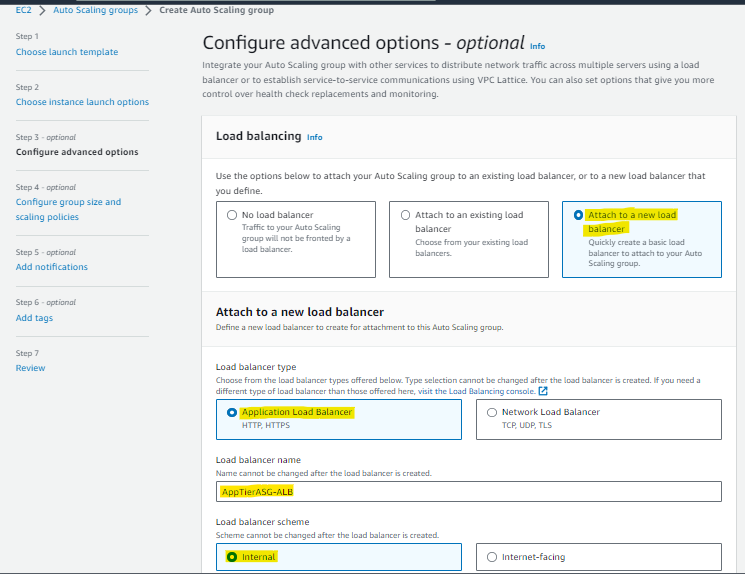 EC2 > Auto Scaling groups > Create Auto Scaling group
Step 1
Choose launch template
Step 2
Choose instance launch options
Step 3 - optional
Configure advanced options
Step 4 - optional
Configure group size and
scaling policies
Step 5 - optional
Add notifications
Step 6 - optional
Add tags
Step 7
Review
Configure advanced options - optional Info
Integrate your Auto Scaling group with other services to distribute network traffic across multiple servers using a load
balancer or to establish service-to-service communications using VPC Lattice. You can also set options that give you more
control over health check replacements and monitoring.
Load balancing Info
Use the options below to attach your Auto Scaling group to an existing load balancer, or to a new load balancer that
you define.
No load balancer
Traffic to your Auto Scaling
group will not be fronted by a
load balancer.
Attach to an existing load
balancer
Choose from your existing load
balancers.
Attach to a new load
balancer
Quickly create a basic load
balancer to attach to your Auto
Scaling group.
Attach to a new load balancer
Define a new load balancer to create for attachment to this Auto Scaling group.
Load balancer type
Choose from the load balancer types offered below. Type selection cannot be changed after the load balancer is created. If you need a
different type of load balancer than those offered here, visit the Load Balancing console.
Application Load Balancer
HTTP, HTTPS
Network Load Balancer
TCP, UDP, TLS
Load balancer name
Name cannot be changed after the load balancer is created.
AppTierASG-ALB
Load balancer scheme
Scheme cannot be changed after the load balancer is created.
Internal
Internet-facing